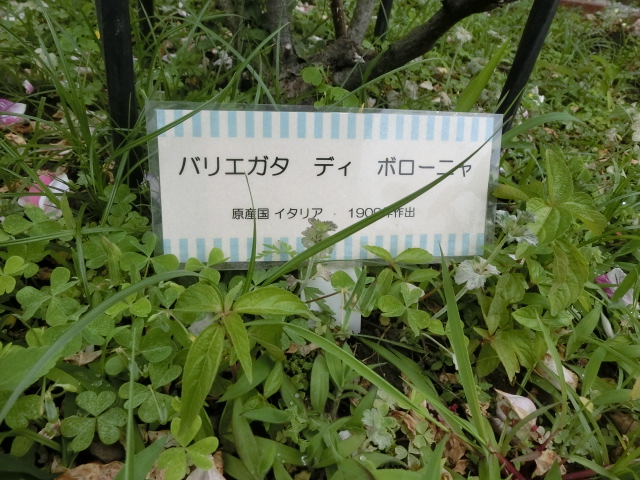 バリエガタ ディ ボローニャ
原産国 イタリア ・ 1909年作出